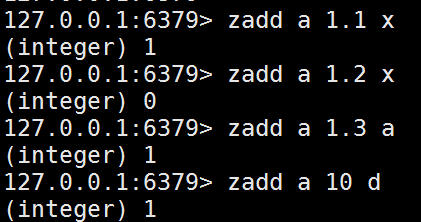 127.0.0.1:6379> zadd a 1.1 x
(integer) 1
127.0.0.1:6379> zadd a 1.2 x
(integer) 0
127.0.0.1:6379> zadd a 1.3 a
(integer) 1
127.0.0.1:6379> zadd a 10 d
(integer) 1